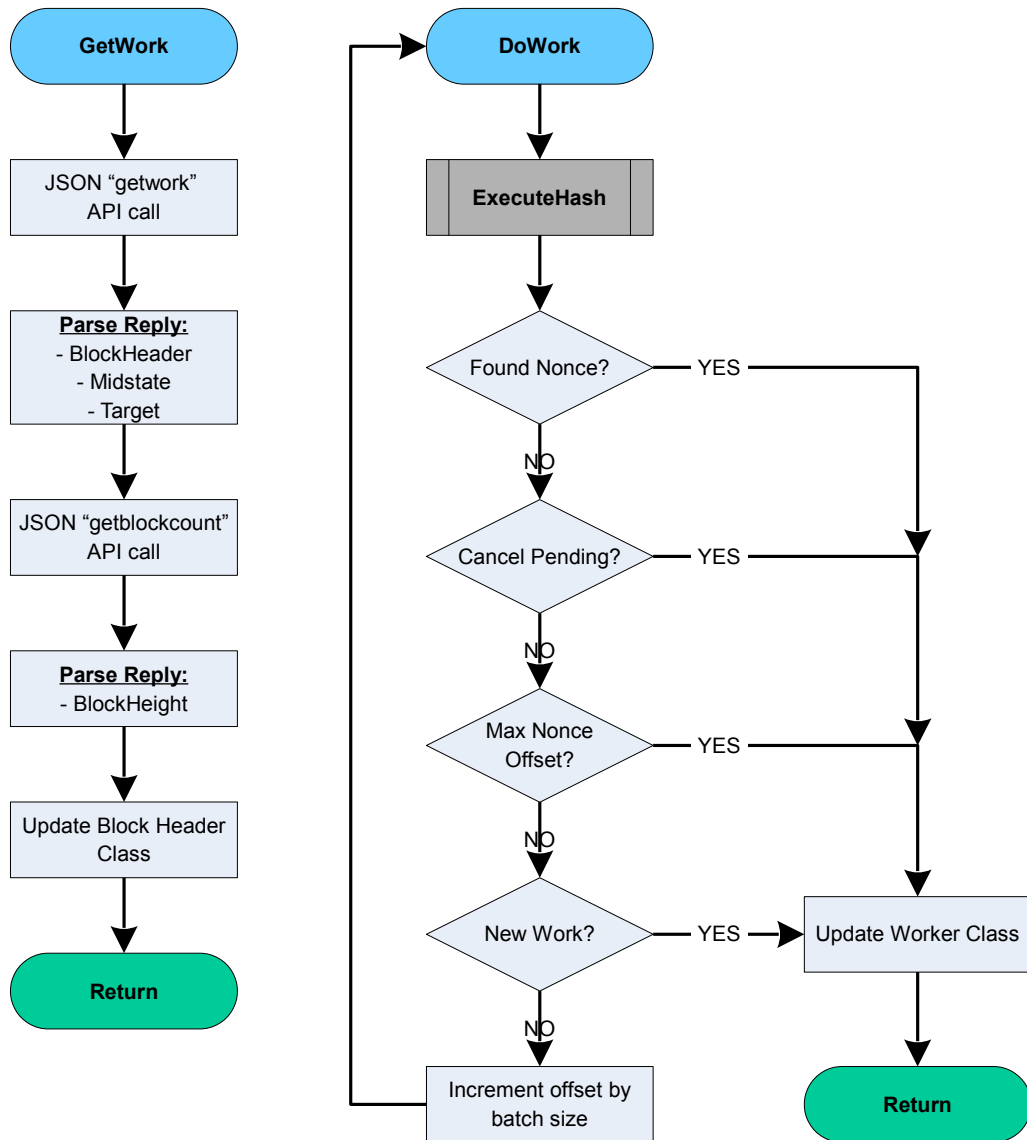 GetWork
JSON “getwork”
API call
Parse Reply:
- BlockHeader
- Midstate
- Target
JSON “getblockcount”
API call
Parse Reply:
- BlockHeight
Update Block Header
Class
Return
DoWork
ExecuteHash
Found Nonce?
YES
NO
Cancel Pending?
YES
NO
Max Nonce
Offset?
YES
NO
New Work?
YES
Update Worker Class
NO
Increment offset by
batch size
Return